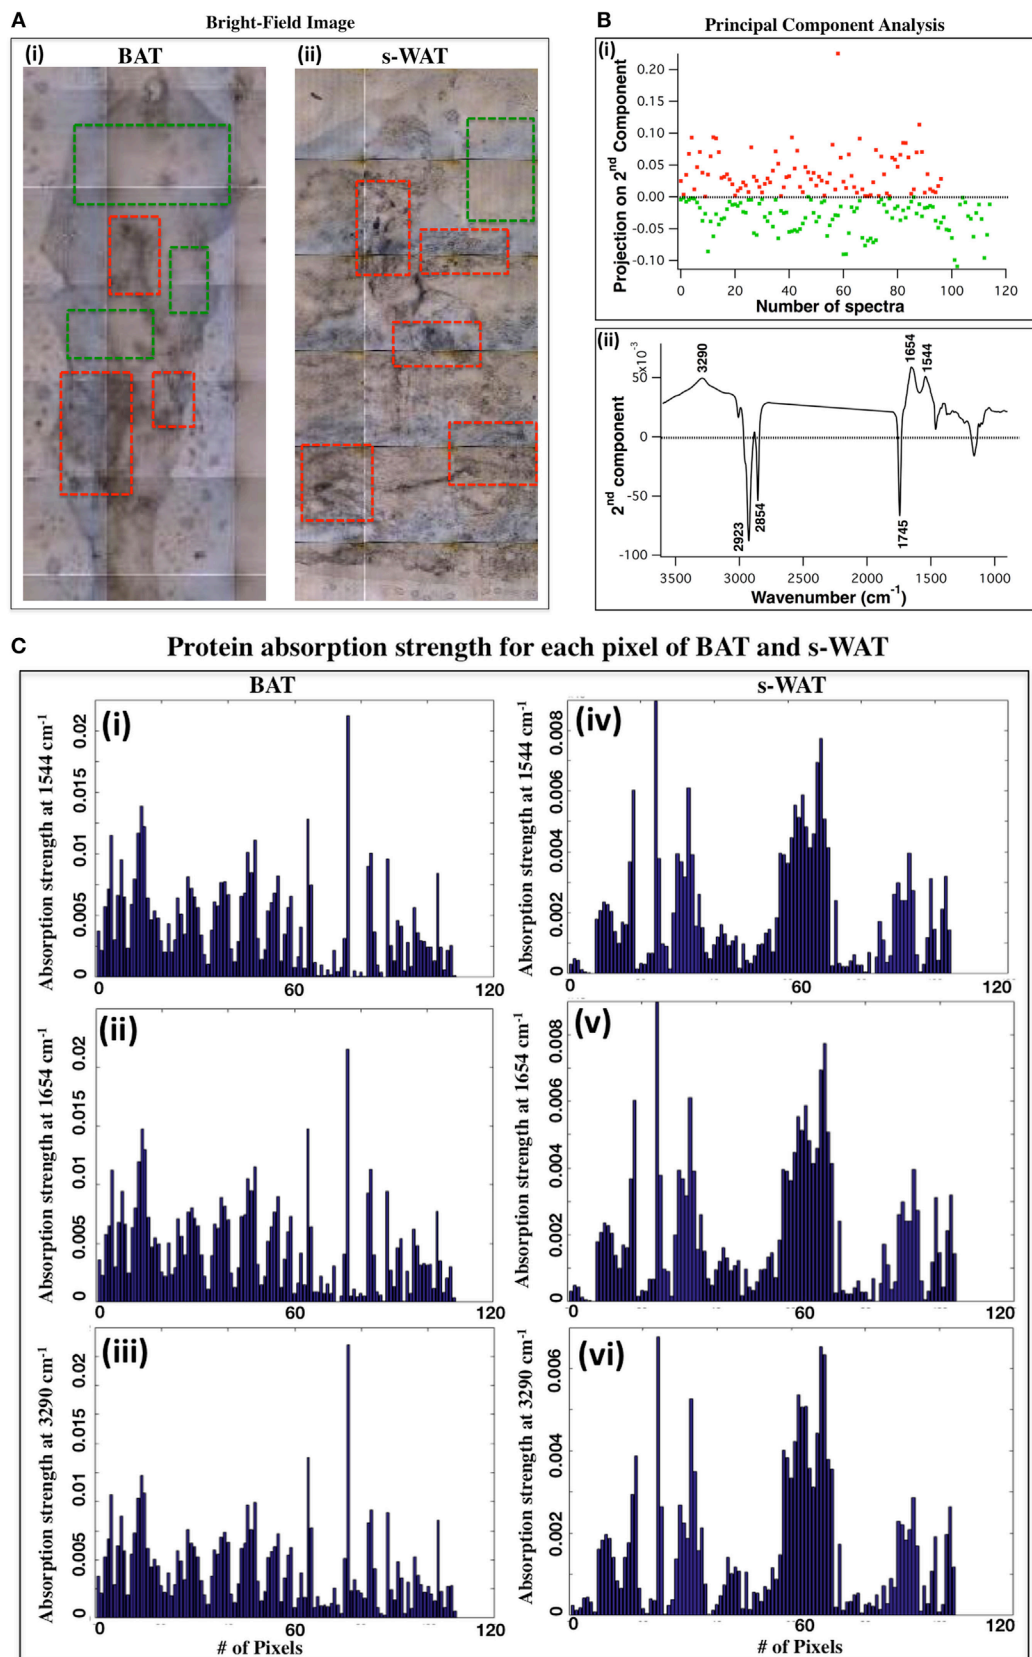 A
Bright-Field Image
(i)
BAT
(ii)
s-WAT
B
Principal Component Analysis
(i)
Projection on 2nd Component
0.20
0.15
0.10
0.05
0.00
-0.05
-0.10
0
20
40
60
80
100
120
Number of spectra
(ii)
2nd component
50x10-3
0
-50
-100
3290
2923
2854
1745
1654
1544
3500
3000
2500
2000
1500
1000
Wavenumber (cm-1)
C
Protein absorption strength for each pixel of BAT and s-WAT
BAT
s-WAT
(i)
Absorption strength at 1544 cm-1
0.02
0.015
0.01
0.005
0
0
60
120
(iv)
Absorption strength at 1544 cm-1
0.008
0.006
0.004
0.002
0
0
60
120
(ii)
Absorption strength at 1654 cm-1
0.02
0.015
0.01
0.005
0
0
60
120
(v)
Absorption strength at 1654 cm-1
0.008
0.006
0.004
0.002
0
0
60
120
(iii)
Absorption strength at 3290 cm-1
0.02
0.015
0.01
0.005
0
0
60
120
# of Pixels
(vi)
Absorption strength at 3290 cm-1
0.006
0.004
0.002
0
0
60
120
# of Pixels